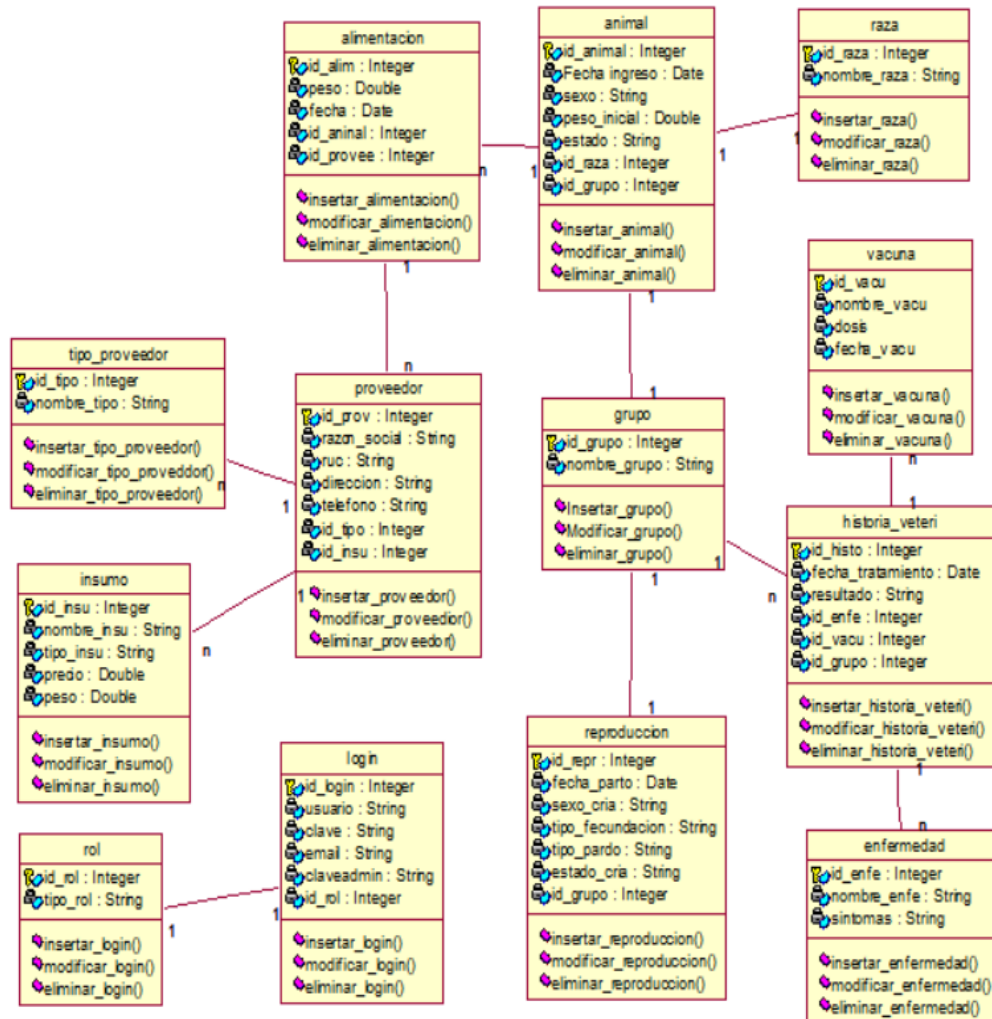 alimentacion
id_alim : Integer
peso : Double
fecha : Date
id_aninal : Integer
id_provee : Integer
insertar_alimentacion()
modificar_alimentacion()
eliminar_alimentacion()
animal
id_animal : Integer
Fecha ingreso : Date
sexo : String
peso_inicial : Double
estado : String
id_raza : Integer
id_grupo : Integer
insertar_animal()
modificar_animal()
eliminar_animal()
raza
id_raza : Integer
nombre_raza : String
insertar_raza()
modificar_raza()
eliminar_raza()
n
1
1
1
1
n
1
1
vacuna
id_vacu
nombre_vacu
dosis
fecha_vacu
insertar_vacuna()
modificar_vacuna()
eliminar_vacuna()
n
1
tipo_proveedor
id_tipo : Integer
nombre_tipo : String
insertar_tipo_proveedor()
modificar_tipo_proveddor()
eliminar_tipo_proveedor()
n
1
proveedor
id_prov : Integer
razon_social : String
ruc : String
direccion : String
telefono : String
id_tipo : Integer
id_insu : Integer
insertar_proveedor()
modificar_proveedior()
eliminar_proveedor()
grupo
id_grupo : Integer
nombre_grupo : String
Insertar_grupo()
Modificar_grupo()
eliminar_grupo()
1
1
n
historia_veteri
id_histo : Integer
fecha_tratamiento : Date
resultado : String
id_enfe : Integer
id_vacu : Integer
id_grupo : Integer
insertar_historia_veteri()
modificar_historia_veteri()
eliminar_historia_veteri()
1
n
insumo
id_insu : Integer
nombre_insu : String
tipo_insu : String
precio : Double
peso : Double
insertar_insumo()
modificar_insumo()
eliminar_insumo()
n
1
login
id_login : Integer
usuario : String
clave : String
email : String
claveadmin : String
id_rol : Integer
insertar_login()
modificar_login()
eliminar_login()
1
reproduccion
id_repr : Integer
fecha_parto : Date
sexo_cria : String
tipo_fecundacion : String
tipo_pardo : String
estado_cria : String
id_grupo : Integer
insertar_reproduccion()
modificar_reproduccion()
eliminar_reproduccion()
rol
id_rol : Integer
tipo_rol : String
insertar_login()
modificar_login()
eliminar_login()
1
1
enfermedad
id_enfe : Integer
nombre_enfe : String
sintomas : String
insertar_enfermedad()
modificar_enfermedad()
eliminar_enfermedad()